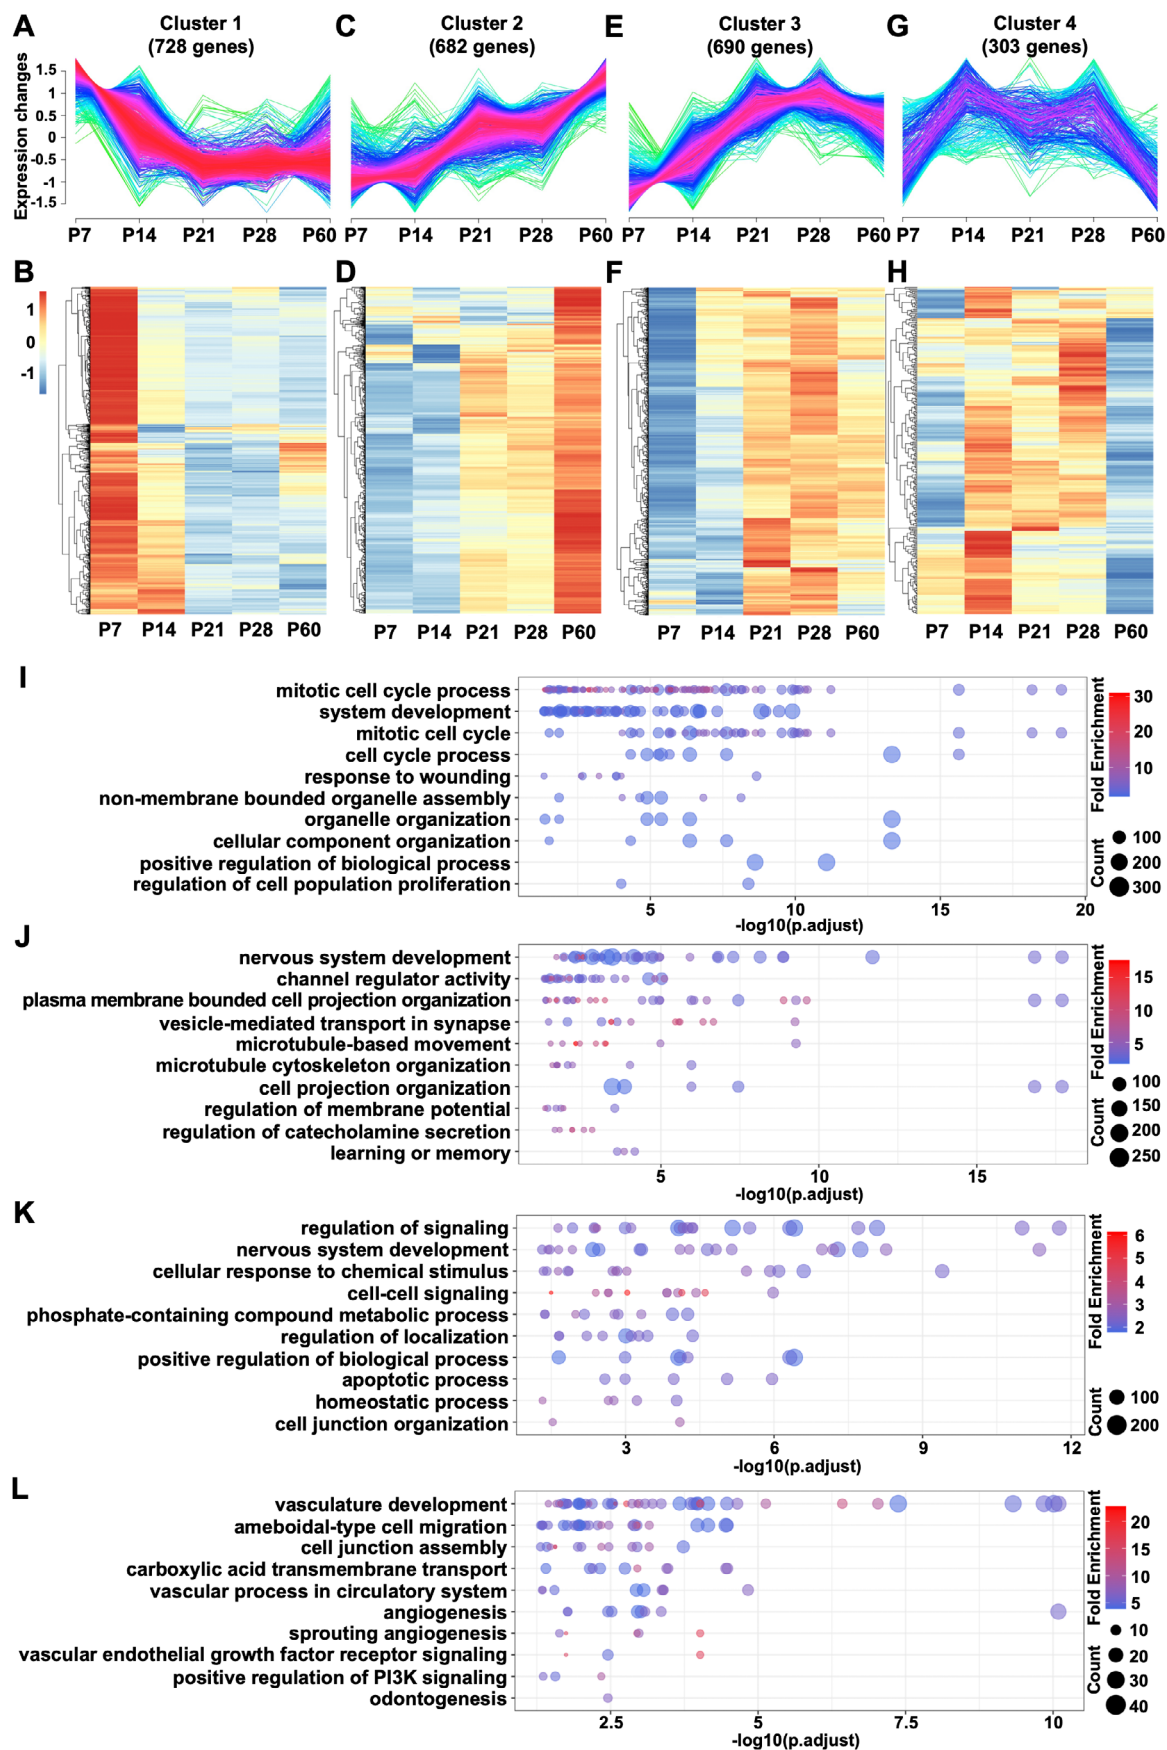 A
Cluster 1
(728 genes)
C
Cluster 2
(682 genes)
E
Cluster 3
(690 genes)
G
Cluster 4
(303 genes)
Expression changes
1.5
1
0.5
0
-0.5
-1
-1.5
P7 P14 P21 P28 P60
P7 P14 P21 P28 P60
P7 P14 P21 P28 P60
P7 P14 P21 P28 P60
B
D
F
H
1
0
-1
P7 P14 P21 P28 P60
P7 P14 P21 P28 P60
P7 P14 P21 P28 P60
P7 P14 P21 P28 P60
I
mitotic cell cycle process
system development
mitotic cell cycle
cell cycle process
response to wounding
non-membrane bounded organelle assembly
organelle organization
cellular component organization
positive regulation of biological process
regulation of cell population proliferation
5 10 15 20
-log10(p.adjust)
Fold Enrichment
30
20
10
Count
100
200
300
J
nervous system development
channel regulator activity
plasma membrane bounded cell projection organization
vesicle-mediated transport in synapse
microtubule-based movement
microtubule cytoskeleton organization
cell projection organization
regulation of membrane potential
regulation of catecholamine secretion
learning or memory
5 10 15
-log10(p.adjust)
Fold Enrichment
15
10
5
Count
100
150
200
250
K
regulation of signaling
nervous system development
cellular response to chemical stimulus
cell-cell signaling
phosphate-containing compound metabolic process
regulation of localization
positive regulation of biological process
apoptotic process
homeostatic process
cell junction organization
3 6 9 12
-log10(p.adjust)
Fold Enrichment
6
5
4
3
2
Count
100
200
L
vasculature development
ameboidal-type cell migration
cell junction assembly
carboxylic acid transmembrane transport
vascular process in circulatory system
angiogenesis
sprouting angiogenesis
vascular endothelial growth factor receptor signaling
positive regulation of PI3K signaling
odontogenesis
2.5 5 7.5 10
-log10(p.adjust)
Fold Enrichment
20
15
10
5
Count
10
20
30
40